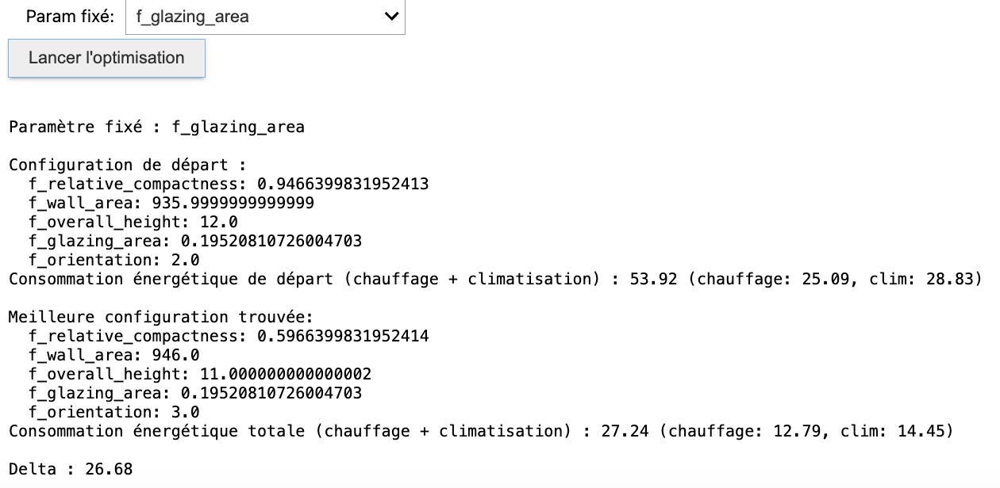 Param fixé: f_glazing_area
Lancer l'optimisation
Paramètre fixé : f_glazing_area
Configuration de départ :
f_relative_compactness: 0.9466399831952413
f_wall_area: 935.9999999999999
f_overall_height: 12.0
f_glazing_area: 0.19520810726004703
f_orientation: 2.0
Consommation énergétique de départ (chauffage + climatisation) : 53.92 (chauffage: 25.09, clim: 28.83)
Meilleure configuration trouvée:
f_relative_compactness: 0.5966399831952414
f_wall_area: 946.0
f_overall_height: 11.000000000000002
f_glazing_area: 0.19520810726004703
f_orientation: 3.0
Consommation énergétique totale (chauffage + climatisation) : 27.24 (chauffage: 12.79, clim: 14.45)
Delta : 26.68